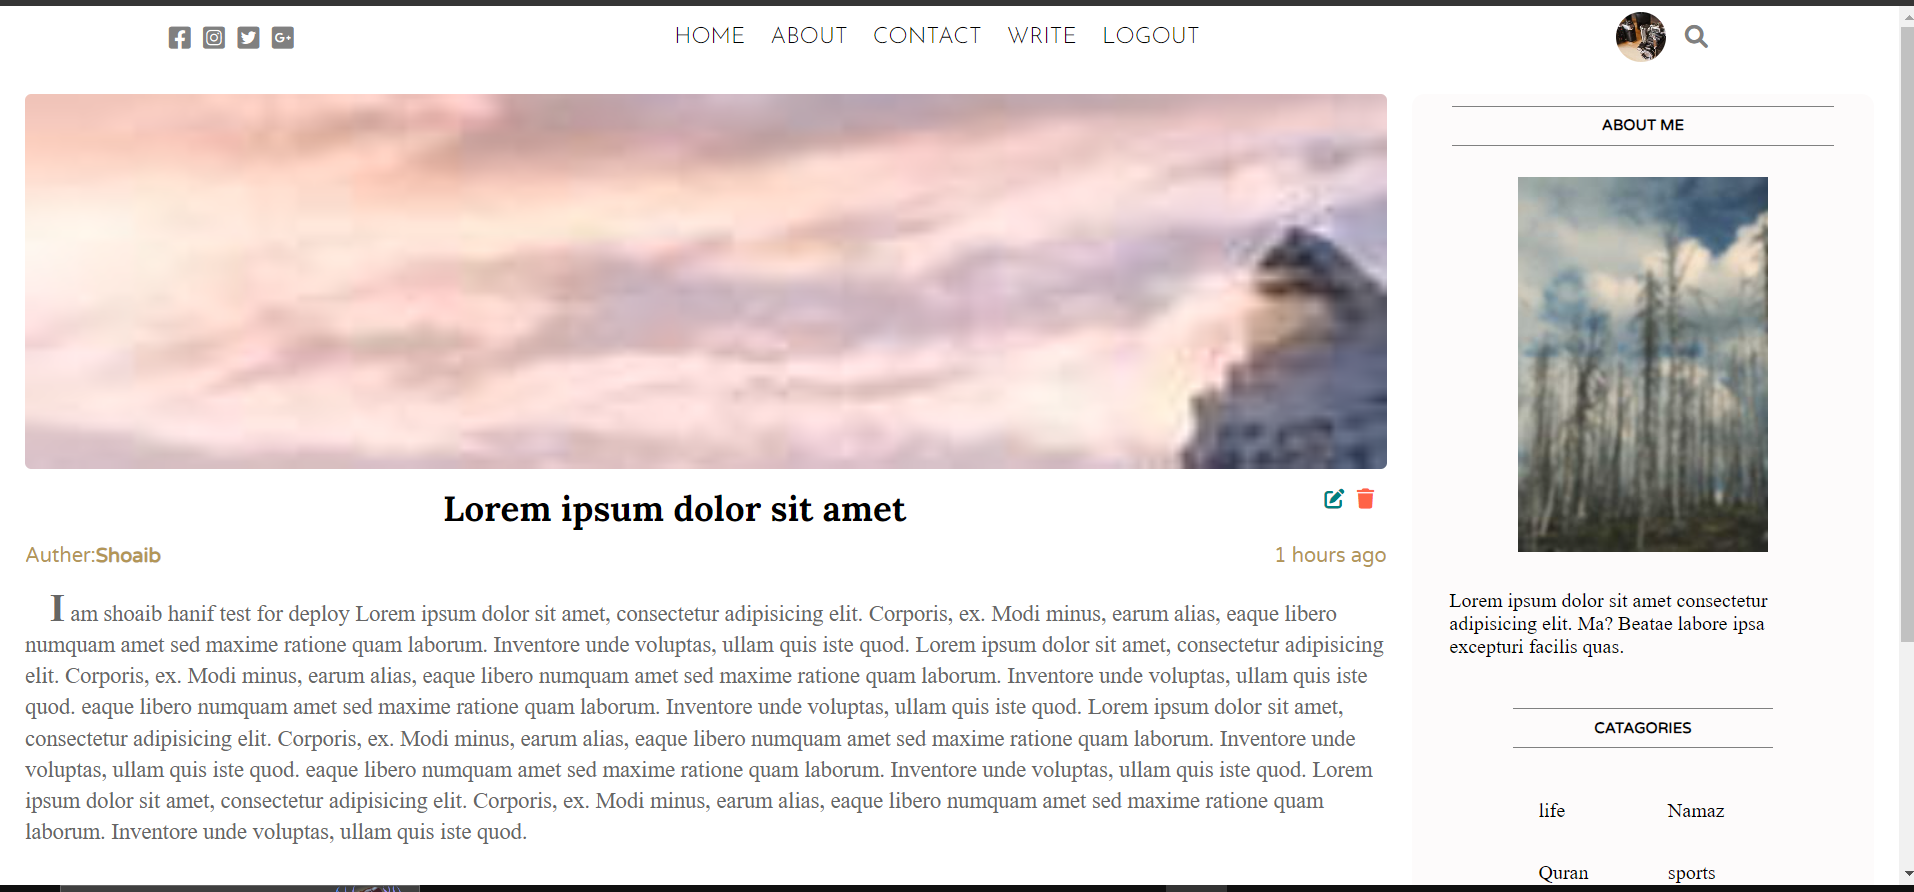 HOME ABOUT CONTACT WRITE LOGOUT
Lorem ipsum dolor sit amet
Auther:Shoaib
1 hours ago
I am shoaib hanif test for deploy Lorem ipsum dolor sit amet, consectetur adipisicing elit. Corporis, ex. Modi minus, earum alias, eaque libero
numquam amet sed maxime ratione quam laborum. Inventore unde voluptas, ullam quis iste quod. Lorem ipsum dolor sit amet, consectetur adipisicing
elit. Corporis, ex. Modi minus, earum alias, eaque libero numquam amet sed maxime ratione quam laborum. Inventore unde voluptas, ullam quis iste
quod. eaque libero numquam amet sed maxime ratione quam laborum. Inventore unde voluptas, ullam quis iste quod. Lorem ipsum dolor sit amet,
consectetur adipisicing elit. Corporis, ex. Modi minus, earum alias, eaque libero numquam amet sed maxime ratione quam laborum. Inventore unde
voluptas, ullam quis iste quod. eaque libero numquam amet sed maxime ratione quam laborum. Inventore unde voluptas, ullam quis iste quod. Lorem
ipsum dolor sit amet, consectetur adipisicing elit. Corporis, ex. Modi minus, earum alias, eaque libero numquam amet sed maxime ratione quam
laborum. Inventore unde voluptas, ullam quis iste quod.
ABOUT ME
Lorem ipsum dolor sit amet consectetur
adipisicing elit. Ma? Beatae labore ipsa
excepturi facilis quas.
CATAGORIES
life Namaz
Quran sports